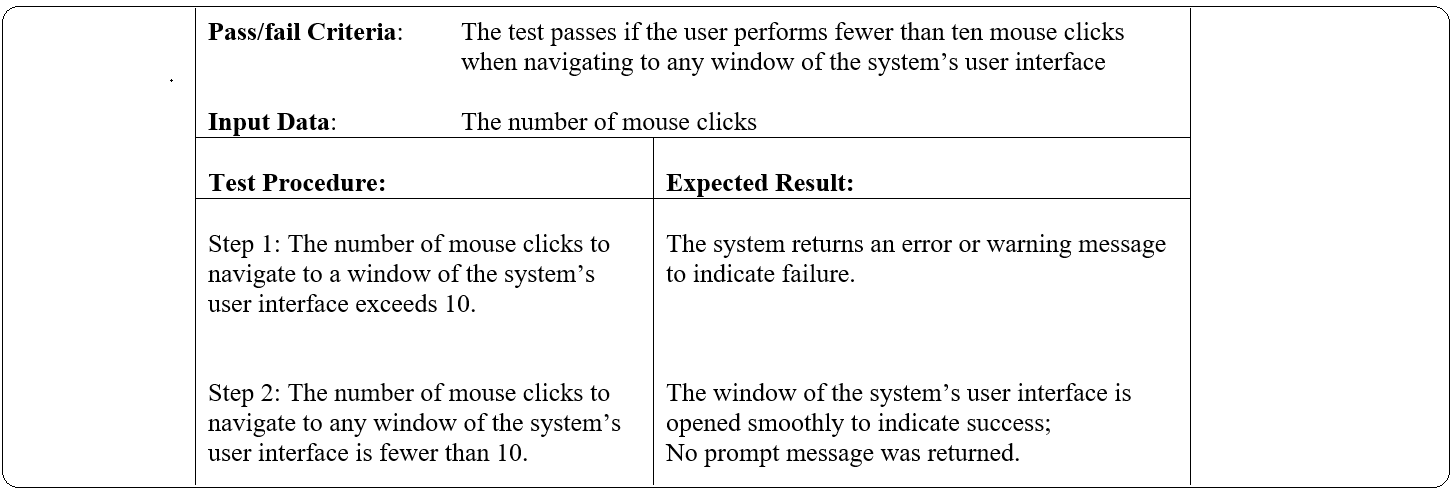 Pass/fail Criteria: The test passes if the user performs fewer than ten mouse clicks
when navigating to any window of the system’s user interface
Input Data: The number of mouse clicks
Test Procedure: Expected Result:
Step 1: The number of mouse clicks to
navigate to a window of the system’s
user interface exceeds 10.
The system returns an error or warning message
to indicate failure.
Step 2: The number of mouse clicks to
navigate to any window of the system’s
user interface is fewer than 10.
The window of the system’s user interface is
opened smoothly to indicate success;
No prompt message was returned.